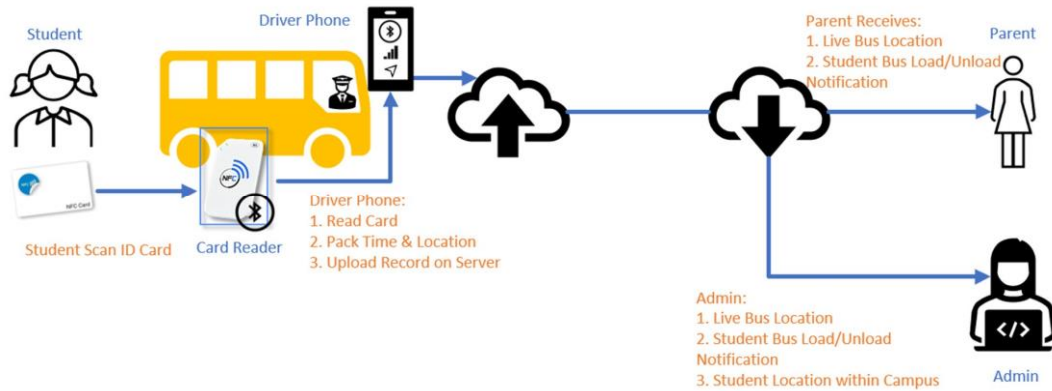 Student
NFC
NFC Card
Student Scan ID Card
NFC
Card Reader
Driver Phone
Driver Phone:
1. Read Card
2. Pack Time & Location
3. Upload Record on Server
Parent Receives:
1. Live Bus Location
2. Student Bus Load/Unload
Notification
Parent
Admin:
1. Live Bus Location
2. Student Bus Load/Unload
Notification
3. Student Location within Campus
</>
Admin